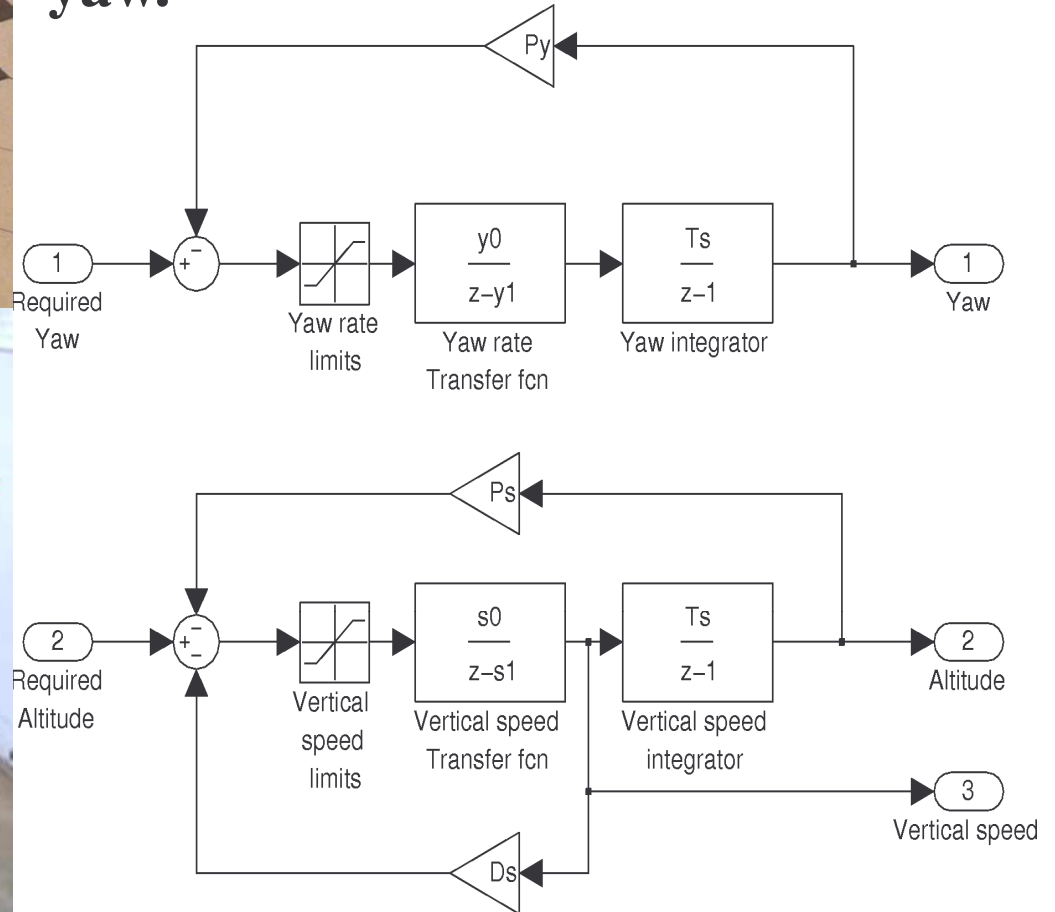 yaw.
Py
1
Required
Yaw
+
−
Yaw rate
limits
y0
z−y1
Yaw rate
Transfer fcn
Ts
z−1
Yaw integrator
1
Yaw
Ps
2
Required
Altitude
+
−
−
Vertical
speed
limits
s0
z−s1
Vertical speed
Transfer fcn
Ts
z−1
Vertical speed
integrator
2
Altitude
3
Vertical speed
Ds